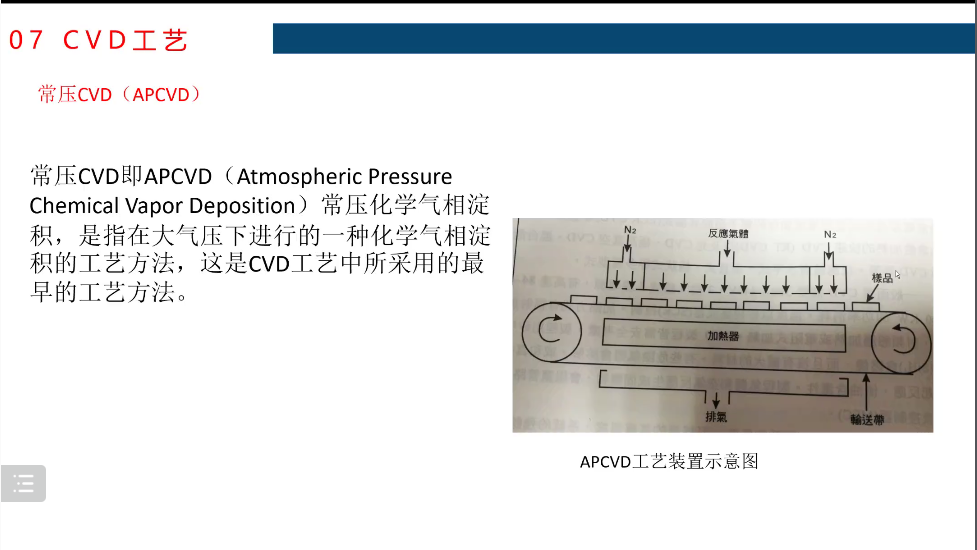 07 CVD工艺
常压CVD（APCVD）
常压CVD即APCVD（Atmospheric Pressure
Chemical Vapor Deposition）常压化学气相淀
积，是指在大气压下进行的一种化学气相淀
积的工艺方法，这是CVD工艺中所采用的最
早的工艺方法。
N₂
反應氣體
N₂
樣品
加熱器
排氣
輸送帶
APCVD工艺装置示意图